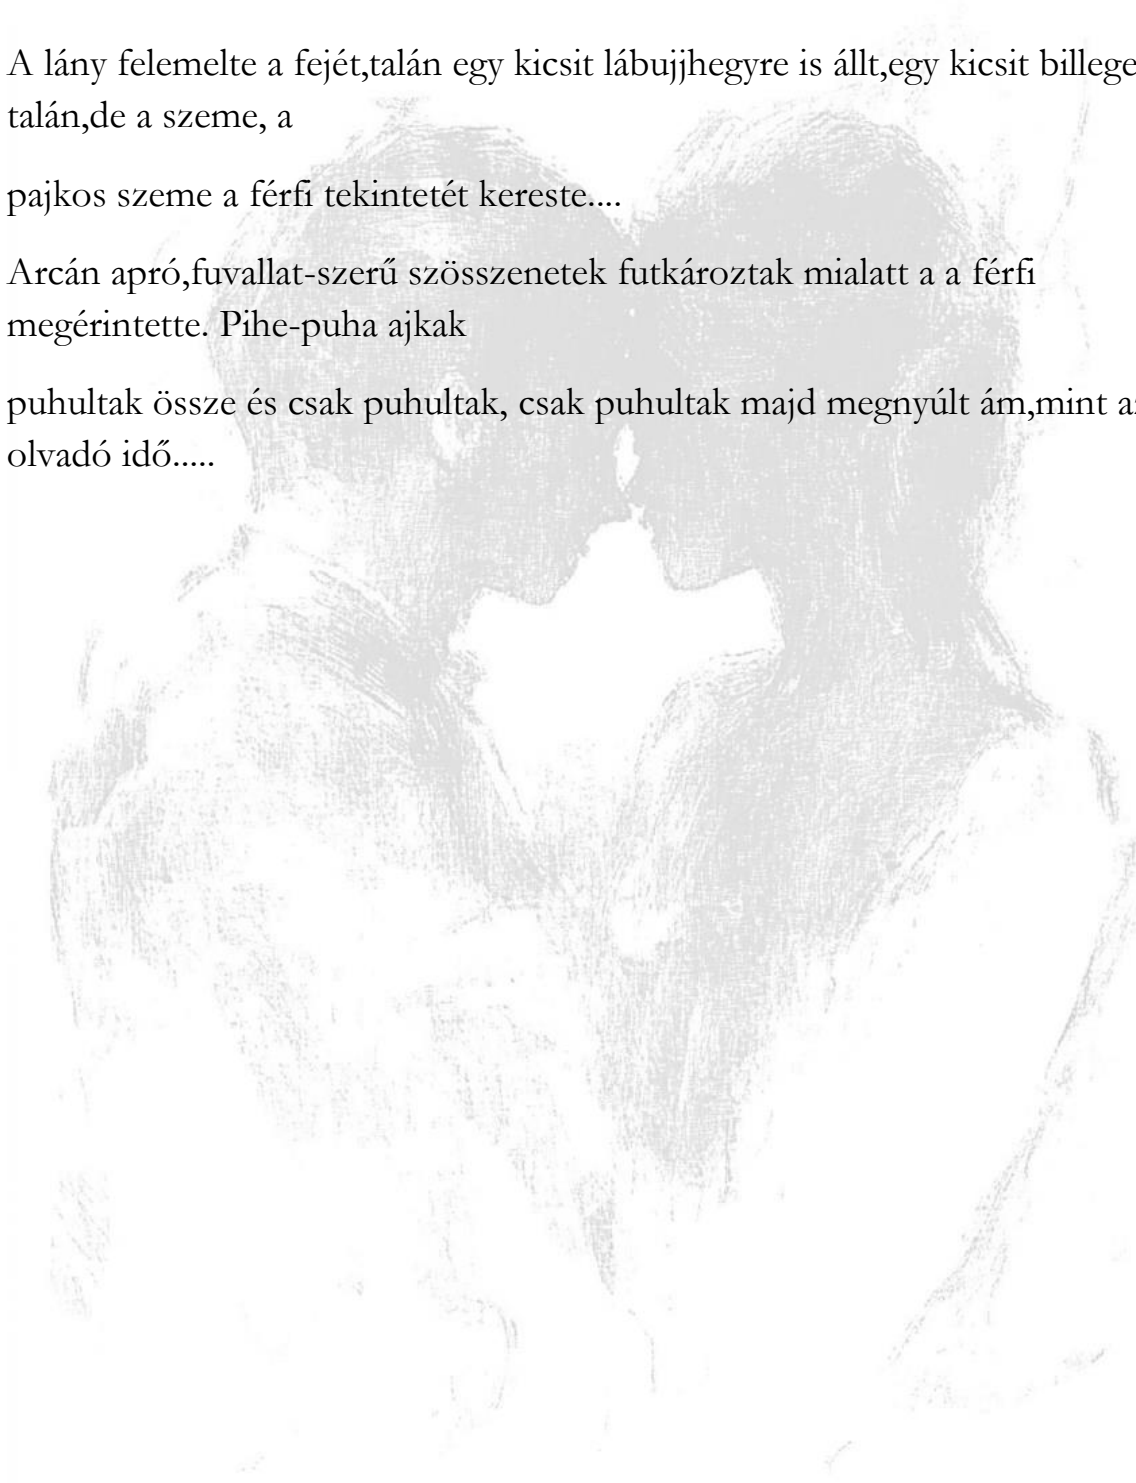 A lány felemelte a fejét,talán egy kicsit lábujjhegyre is állt,egy kicsit
talán,de a szeme, a
pajkos szeme a férfi tekintetét kereste....
Arcán apró,fuvallat-szerű szösszenetek futkároztak mialatt a a férfi
megérintette. Pihe-puha ajkak
puhultak össze és csak puhultak, csak puhultak majd megnyúlt ám,mint
olvadó idő.....